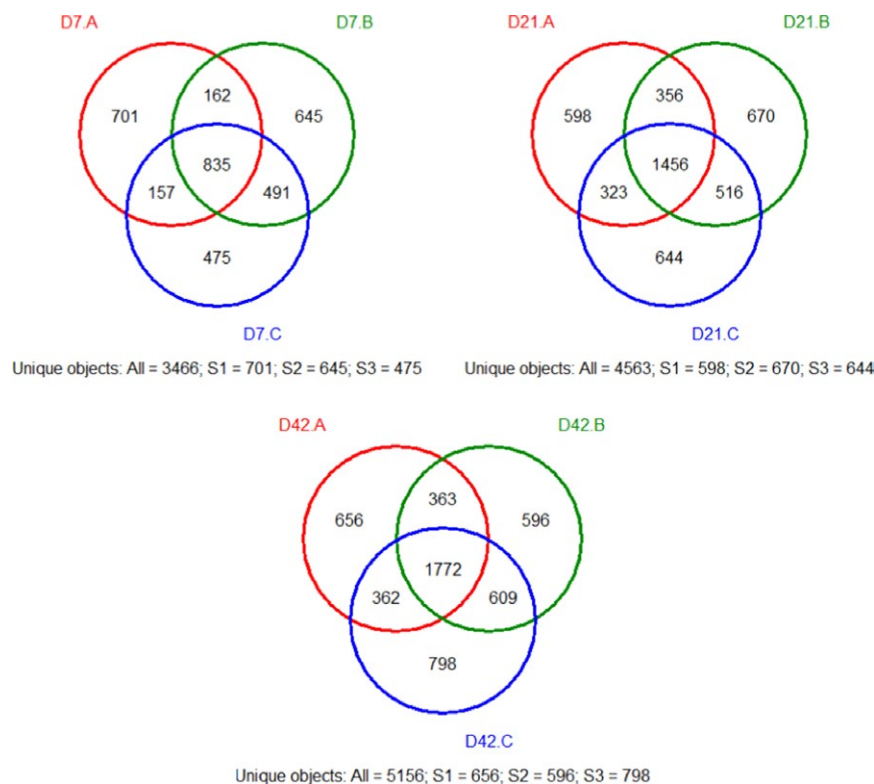 D7.A D7.B
162
701 645
835
157 491
475
D7.C
Unique objects: All = 3466; S1 = 701; S2 = 645; S3 = 475
D21.A D21.B
356
598 670
1456
323 516
644
D21.C
Unique objects: All = 4563; S1 = 598; S2 = 670; S3 = 644
D42.A D42.B
363
656 596
1772
362 609
798
D42.C
Unique objects: All = 5156; S1 = 656; S2 = 596; S3 = 798